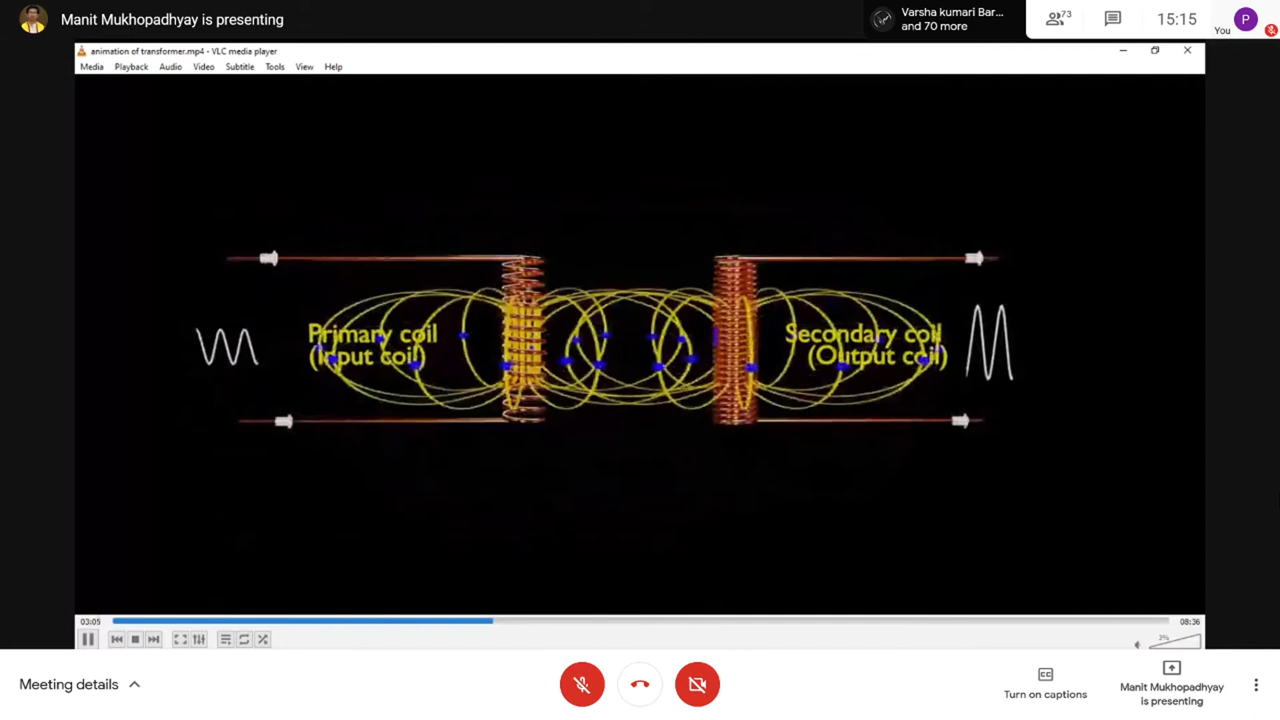 Manit Mukhopadhyay is presenting
Varsha kumari Bar...
and 70 more
73
15:15
You
P
animation of transformer.mp4 - VLC media player
Media Playback Audio Video Subtitle Tools View Help
Primary coil
(Input coil)
Secondary coil
(Output coil)
03:05
08:36
2%
Meeting details
CC
Turn on captions
Manit Mukhopadhyay
is presenting